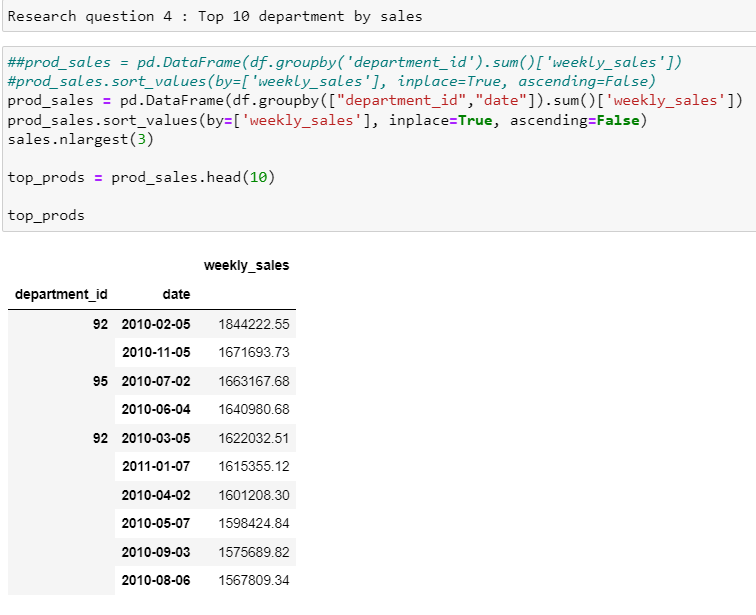 Research question 4 : Top 10 department by sales
##prod_sales = pd.DataFrame(df.groupby('department_id').sum()['weekly_sales'])
#prod_sales.sort_values(by=['weekly_sales'], inplace=True, ascending=False)
prod_sales = pd.DataFrame(df.groupby(["department_id","date"]).sum()['weekly_sales'])
prod_sales.sort_values(by=['weekly_sales'], inplace=True, ascending=False)
sales.nlargest(3)
top_prods = prod_sales.head(10)
top_prods
weekly_sales
department_id date
92 2010-02-05 1844222.55
2010-11-05 1671693.73
95 2010-07-02 1663167.68
2010-06-04 1640980.68
92 2010-03-05 1622032.51
2011-01-07 1615355.12
2010-04-02 1601208.30
2010-05-07 1598424.84
2010-09-03 1575689.82
2010-08-06 1567809.34